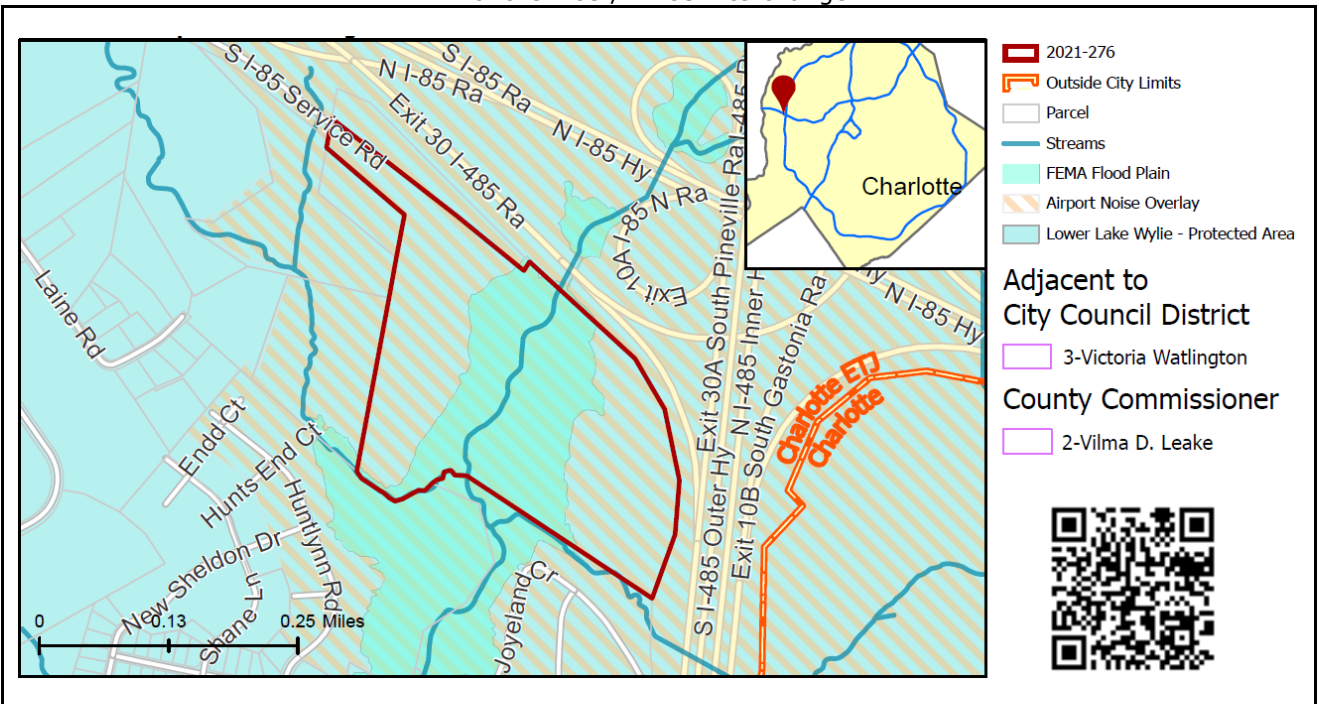 S I-85 Service Rd
S I-85 Ra
N I-85 Ra
Exit 30 I-485 Ra
N I-85 Hy
10A I-85 N Ra
Exit
Exit 30A South Pineville Ra
I-485
N I-485 Inner
S I-485 Outer Hy
Exit 10B South Gastonia Ra
Hy
N I-85 Hy
Laine Rd
Endd Ct
Hunts End Ct
Huntlynn Rd
New Sheldon Dr
Shane Ln
Joyeland Cr
Charlotte ETJ
Charlotte
0
0.13
0.25 Miles
Charlotte
2021-276
Outside City Limits
Parcel
Streams
FEMA Flood Plain
Airport Noise Overlay
Lower Lake Wylie - Protected Area
Adjacent to
City Council District
3-Victoria Watlington
County Commissioner
2-Vilma D. Leake